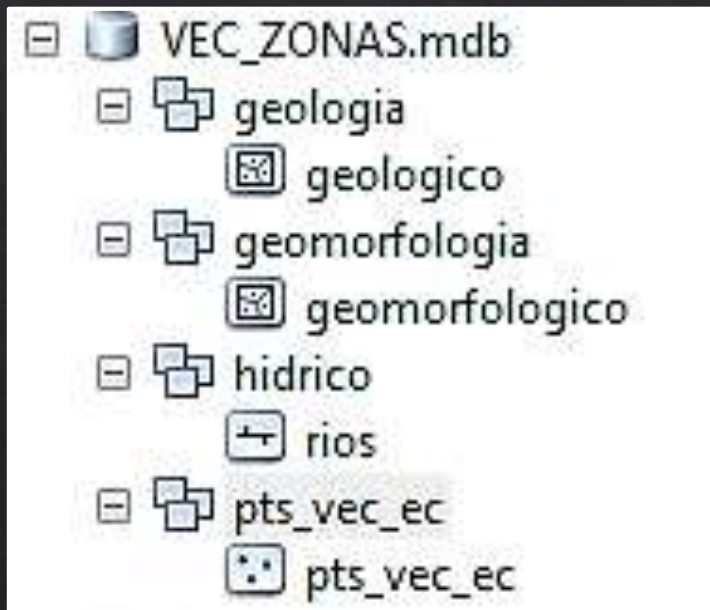 VEC_ZONAS.mdb
geologia
geologico
geomorfologia
geomorfologico
hidrico
rios
pts_vec_ec
pts_vec_ec